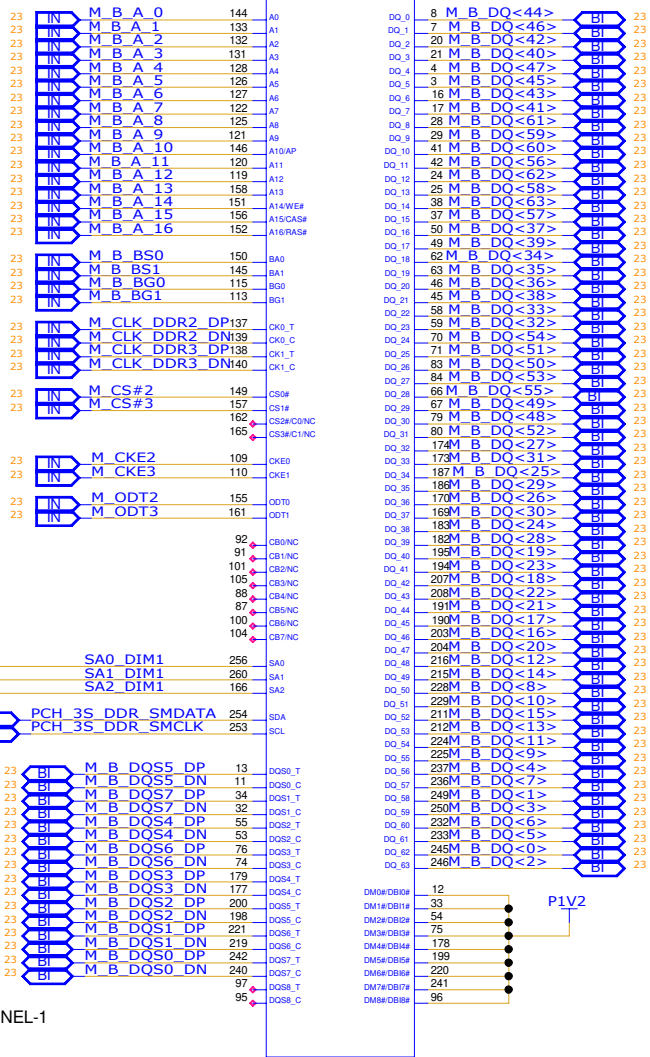 23 IN M_B_A_0 144 A0
23 IN M_B_A_1 133 A1
23 IN M_B_A_2 132 A2
23 IN M_B_A_3 131 A3
23 IN M_B_A_4 128 A4
23 IN M_B_A_5 126 A5
23 IN M_B_A_6 127 A6
23 IN M_B_A_7 122 A7
23 IN M_B_A_8 125 A8
23 IN M_B_A_9 121 A9
23 IN M_B_A_10 146 A10/AP
23 IN M_B_A_11 120 A11
23 IN M_B_A_12 119 A12
23 IN M_B_A_13 158 A13
23 IN M_B_A_14 151 A14/WE#
23 IN M_B_A_15 156 A15/CAS#
23 IN M_B_A_16 152 A16/RAS#
23 IN M_B_BS0 150 BA0
23 IN M_B_BS1 145 BA1
23 IN M_B_BG0 115 BG0
23 IN M_B_BG1 113 BG1
23 IN M_CLK_DDR2_DP 137 CK0_T
23 IN M_CLK_DDR2_DN 139 CK0_C
23 IN M_CLK_DDR3_DP 138 CK1_T
23 IN M_CLK_DDR3_DN 140 CK1_C
23 IN M_CS#2 149 CS0#
23 IN M_CS#3 157 CS1#
162 CS2#/C0/NC
165 CS3#/C1/NC
23 IN M_CKE2 109 CKE0
23 IN M_CKE3 110 CKE1
23 IN M_ODT2 155 ODT0
23 IN M_ODT3 161 ODT1
92 CB0/NC
91 CB1/NC
101 CB2/NC
105 CB3/NC
88 CB4/NC
87 CB5/NC
100 CB6/NC
104 CB7/NC
SA0_DIM1 256 SA0
SA1_DIM1 260 SA1
SA2_DIM1 166 SA2
PCH_3S_DDR_SMDATA 254 SDA
PCH_3S_DDR_SMCLK 253 SCL
23 BI M_B_DQS5_DP 13 DQS0_T
23 BI M_B_DQS5_DN 11 DQS0_C
23 BI M_B_DQS7_DP 34 DQS1_T
23 BI M_B_DQS7_DN 32 DQS1_C
23 BI M_B_DQS4_DP 55 DQS2_T
23 BI M_B_DQS4_DN 53 DQS2_C
23 BI M_B_DQS6_DP 76 DQS3_T
23 BI M_B_DQS6_DN 74 DQS3_C
23 BI M_B_DQS3_DP 179 DQS4_T
23 BI M_B_DQS3_DN 177 DQS4_C
23 BI M_B_DQS2_DP 200 DQS5_T
23 BI M_B_DQS2_DN 198 DQS5_C
23 BI M_B_DQS1_DP 221 DQS6_T
23 BI M_B_DQS1_DN 219 DQS6_C
23 BI M_B_DQS0_DP 242 DQS7_T
23 BI M_B_DQS0_DN 240 DQS7_C
97 DQS8_T
95 DQS8_C
NEL-1
DQ_0 8 M_B_DQ<44> BI 23
DQ_1 7 M_B_DQ<46> BI 23
DQ_2 20 M_B_DQ<42> BI 23
DQ_3 21 M_B_DQ<40> BI 23
DQ_4 4 M_B_DQ<47> BI 23
DQ_5 3 M_B_DQ<45> BI 23
DQ_6 16 M_B_DQ<43> BI 23
DQ_7 17 M_B_DQ<41> BI 23
DQ_8 28 M_B_DQ<61> BI 23
DQ_9 29 M_B_DQ<59> BI 23
DQ_10 41 M_B_DQ<60> BI 23
DQ_11 42 M_B_DQ<56> BI 23
DQ_12 24 M_B_DQ<62> BI 23
DQ_13 25 M_B_DQ<58> BI 23
DQ_14 38 M_B_DQ<63> BI 23
DQ_15 37 M_B_DQ<57> BI 23
DQ_16 50 M_B_DQ<37> BI 23
DQ_17 49 M_B_DQ<39> BI 23
DQ_18 62 M_B_DQ<34> BI 23
DQ_19 63 M_B_DQ<35> BI 23
DQ_20 46 M_B_DQ<36> BI 23
DQ_21 45 M_B_DQ<38> BI 23
DQ_22 58 M_B_DQ<33> BI 23
DQ_23 59 M_B_DQ<32> BI 23
DQ_24 70 M_B_DQ<54> BI 23
DQ_25 71 M_B_DQ<51> BI 23
DQ_26 83 M_B_DQ<50> BI 23
DQ_27 84 M_B_DQ<53> BI 23
DQ_28 66 M_B_DQ<55> BI 23
DQ_29 67 M_B_DQ<49> BI 23
DQ_30 79 M_B_DQ<48> BI 23
DQ_31 80 M_B_DQ<52> BI 23
DQ_32 174 M_B_DQ<27> BI 23
DQ_33 173 M_B_DQ<31> BI 23
DQ_34 187 M_B_DQ<25> BI 23
DQ_35 186 M_B_DQ<29> BI 23
DQ_36 170 M_B_DQ<26> BI 23
DQ_37 169 M_B_DQ<30> BI 23
DQ_38 183 M_B_DQ<24> BI 23
DQ_39 182 M_B_DQ<28> BI 23
DQ_40 195 M_B_DQ<19> BI 23
DQ_41 194 M_B_DQ<23> BI 23
DQ_42 207 M_B_DQ<18> BI 23
DQ_43 208 M_B_DQ<22> BI 23
DQ_44 191 M_B_DQ<21> BI 23
DQ_45 190 M_B_DQ<17> BI 23
DQ_46 203 M_B_DQ<16> BI 23
DQ_47 204 M_B_DQ<20> BI 23
DQ_48 216 M_B_DQ<12> BI 23
DQ_49 215 M_B_DQ<14> BI 23
DQ_50 228 M_B_DQ<8> BI 23
DQ_51 229 M_B_DQ<10> BI 23
DQ_52 211 M_B_DQ<15> BI 23
DQ_53 212 M_B_DQ<13> BI 23
DQ_54 224 M_B_DQ<11> BI 23
DQ_55 225 M_B_DQ<9> BI 23
DQ_56 237 M_B_DQ<4> BI 23
DQ_57 236 M_B_DQ<7> BI 23
DQ_58 249 M_B_DQ<1> BI 23
DQ_59 250 M_B_DQ<3> BI 23
DQ_60 232 M_B_DQ<6> BI 23
DQ_61 233 M_B_DQ<5> BI 23
DQ_62 245 M_B_DQ<0> BI 23
DQ_63 246 M_B_DQ<2> BI 23
DM0#/DBI0# 12
DM1#/DBI1# 33
DM2#/DBI2# 54
DM3#/DBI3# 75
DM4#/DBI4# 178
DM5#/DBI5# 199
DM6#/DBI6# 220
DM7#/DBI7# 241
DM8#/DBI8# 96
P1V2